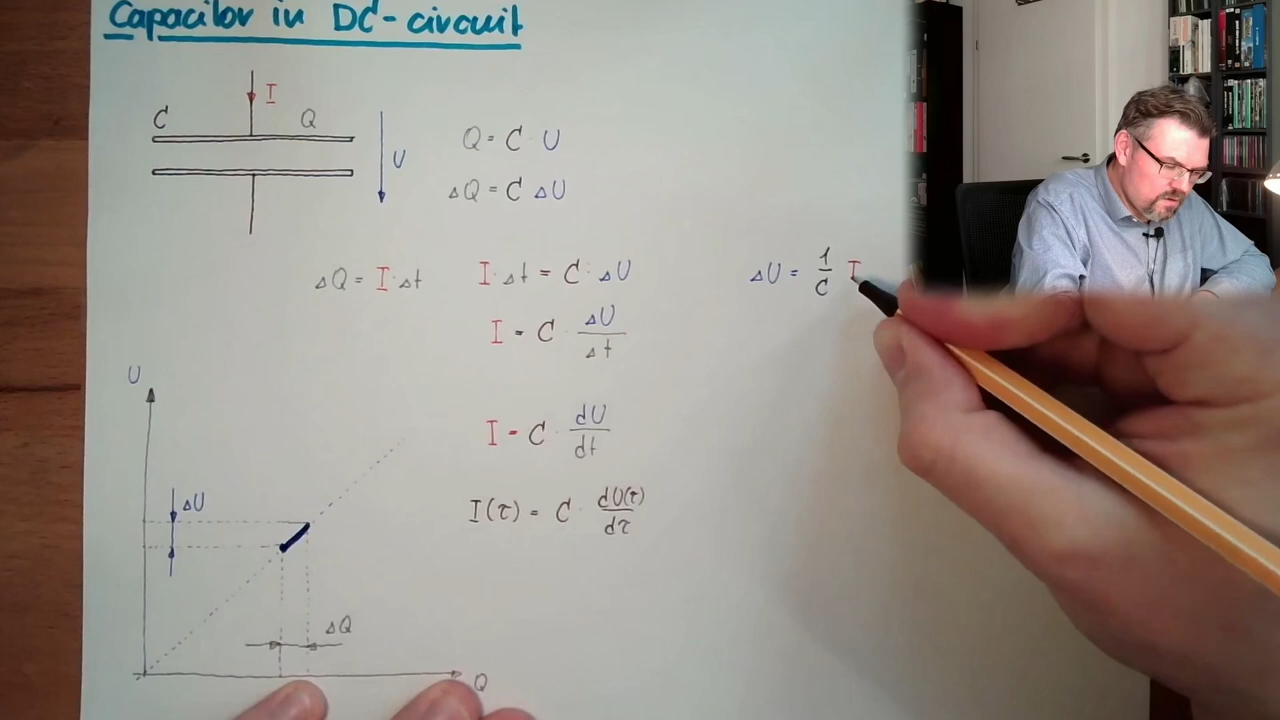 Capacitor in DC-circuit
I
C Q
U
Q = C · U
ΔQ = C ΔU
ΔQ = I · Δt
I · Δt = C · ΔU
I = C · ΔU/Δt
ΔU = 1/C I
U
I = C · dU/dt
ΔU
I(τ) = C · dU(τ)/dτ
ΔQ
Q